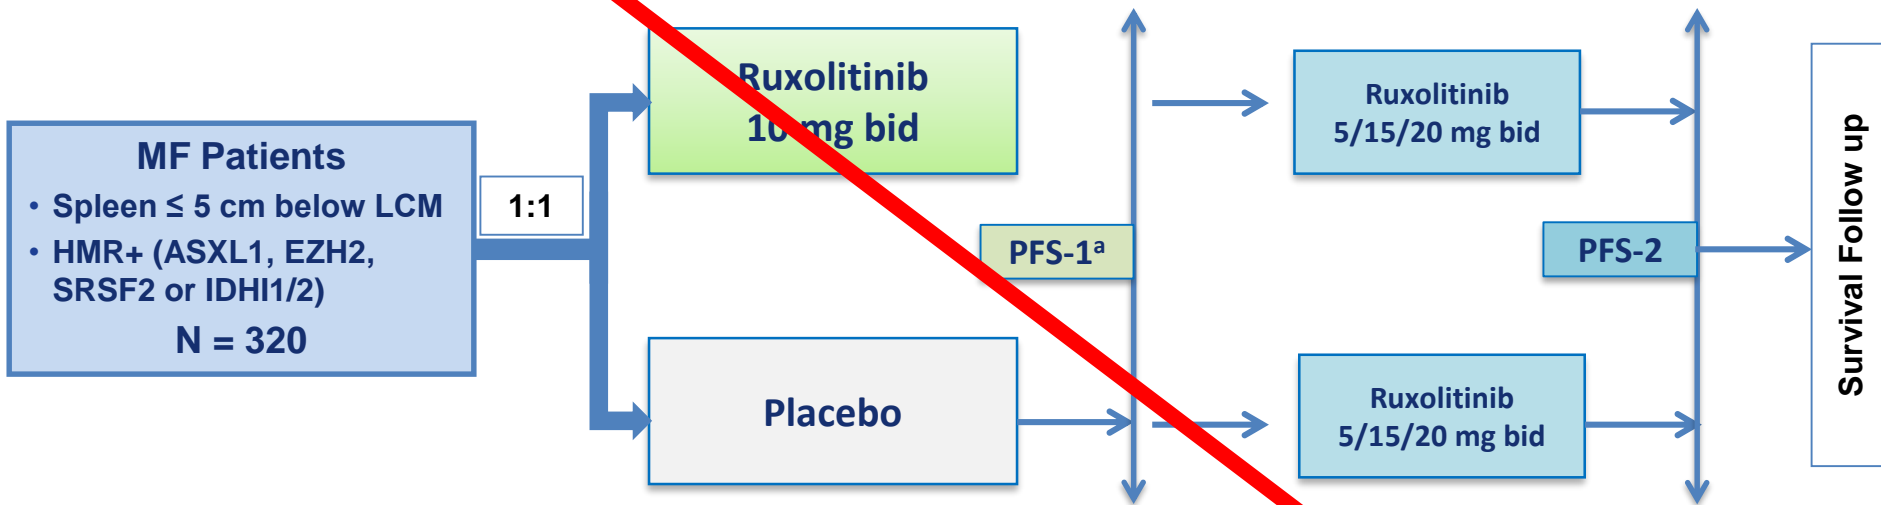 MF Patients
• Spleen ≤ 5 cm below LCM
• HMR+ (ASXL1, EZH2,
SRSF2 or IDHI1/2)
N = 320
1:1
Ruxolitinib
10 mg bid
Placebo
PFS-1ª
Ruxolitinib
5/15/20 mg bid
Ruxolitinib
5/15/20 mg bid
PFS-2
Survival Follow up